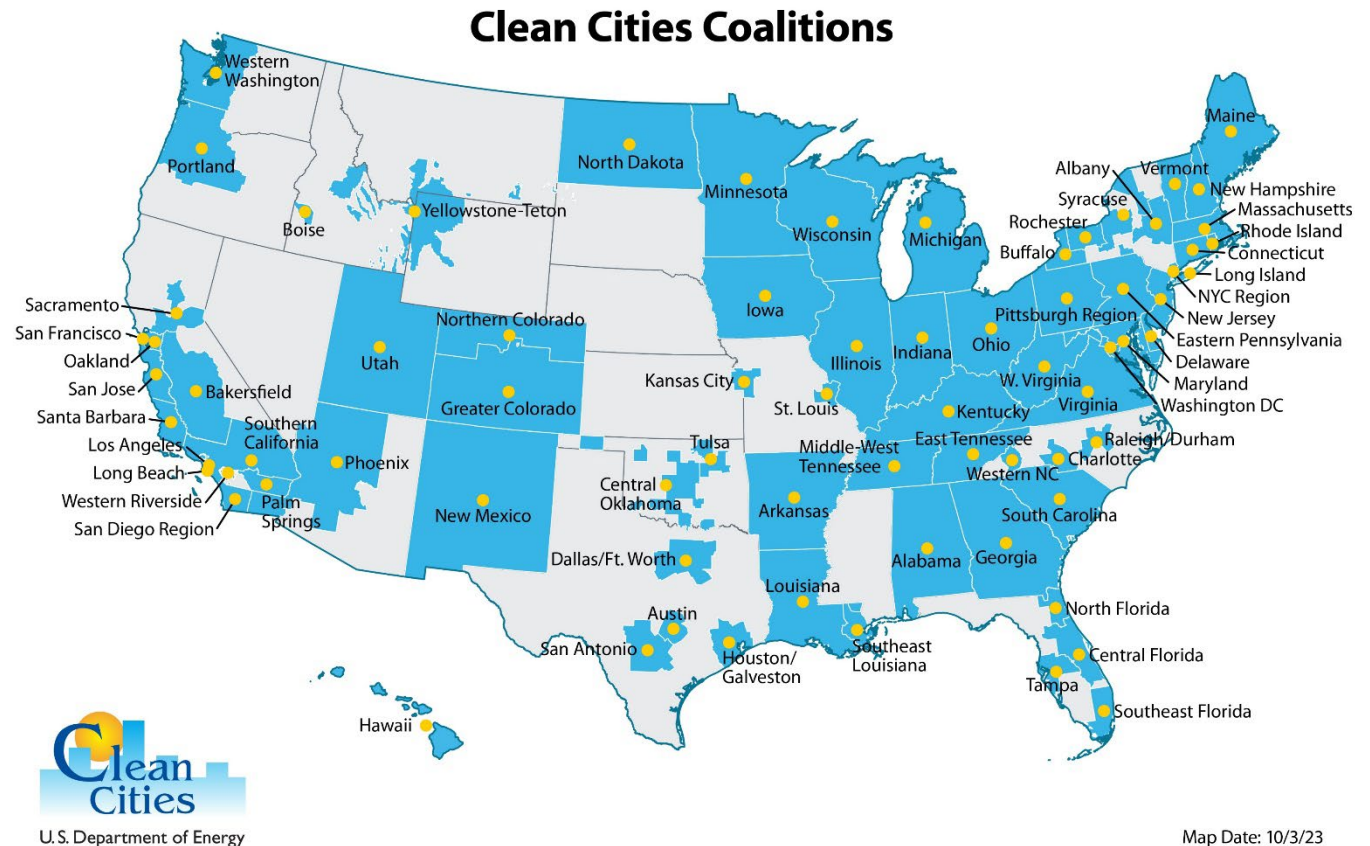 Clean Cities Coalitions
Western
Washington
Portland
Boise
Yellowstone-Teton
North Dakota
Minnesota
Wisconsin
Michigan
Iowa
Illinois
Indiana
Ohio
Maine
Albany
Vermont
New Hampshire
Syracuse
Massachusetts
Rochester
Rhode Island
Buffalo
Connecticut
Long Island
NYC Region
Pittsburgh Region
New Jersey
Eastern Pennsylvania
Delaware
Maryland
Washington DC
W. Virginia
Virginia
Kentucky
Sacramento
San Francisco
Oakland
San Jose
Bakersfield
Santa Barbara
Southern
California
Los Angeles
Long Beach
Western Riverside
San Diego Region
Palm
Springs
Utah
Northern Colorado
Greater Colorado
Phoenix
New Mexico
Kansas City
St. Louis
Tulsa
Central
Oklahoma
Middle-West
Tennessee
East Tennessee
Western NC
Raleigh/Durham
Charlotte
Arkansas
South Carolina
Dallas/Ft. Worth
Alabama
Georgia
Louisiana
Austin
San Antonio
Houston/
Galveston
Southeast
Louisiana
North Florida
Central Florida
Tampa
Southeast Florida
Hawaii
Clean
Cities
U.S. Department of Energy
Map Date: 10/3/23